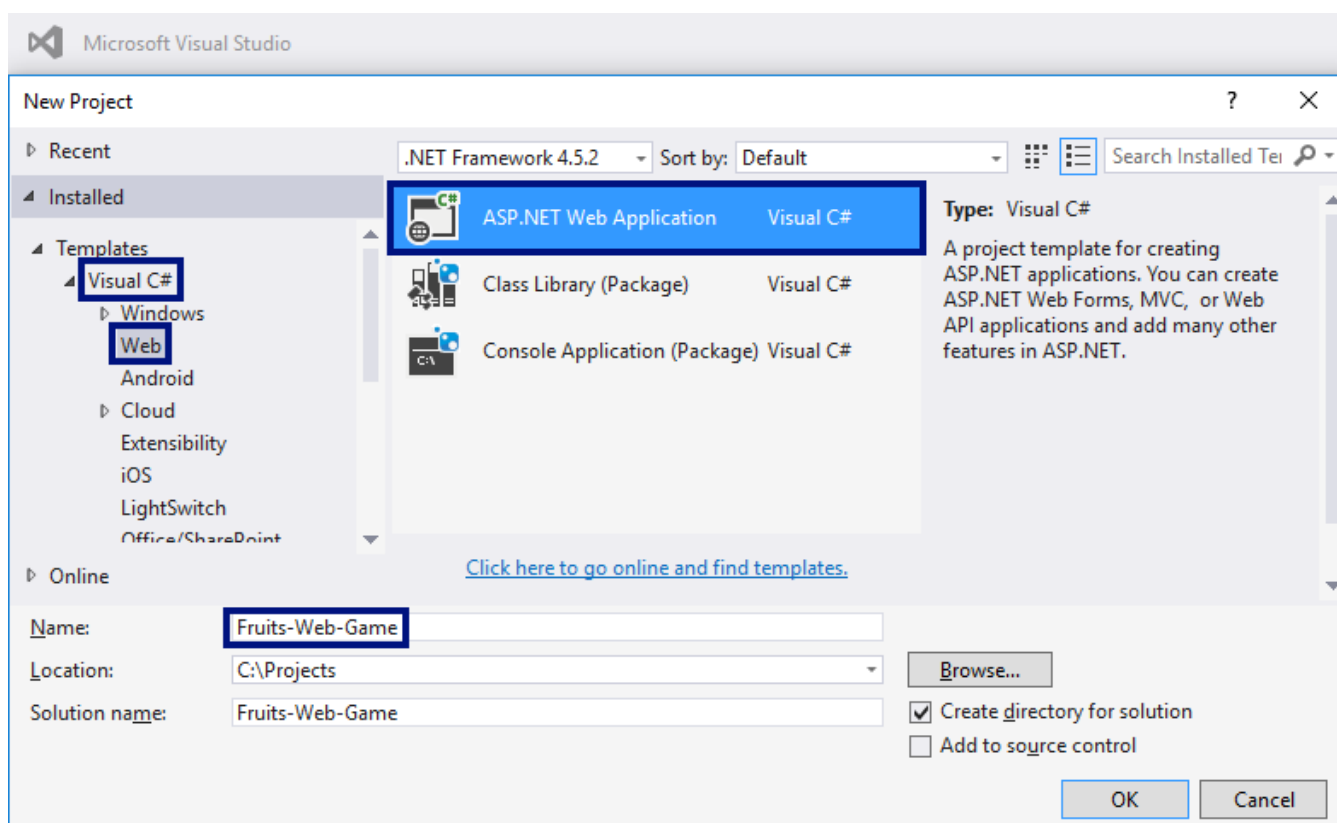 Microsoft Visual Studio
New Project ?
Recent
.NET Framework 4.5.2 Sort by: Default Search Installed Te
Installed
Templates
Visual C#
Windows
Web
Android
Cloud
Extensibility
iOS
LightSwitch
Office/SharePoint
Online
C# ASP.NET Web Application Visual C#
Class Library (Package) Visual C#
C:\ Console Application (Package) Visual C#
Click here to go online and find templates.
Type: Visual C#
A project template for creating
ASP.NET applications. You can create
ASP.NET Web Forms, MVC, or Web
API applications and add many other
features in ASP.NET.
Name: Fruits-Web-Game
Location: C:\Projects Browse...
Solution name: Fruits-Web-Game Create directory for solution
Add to source control
OK Cancel